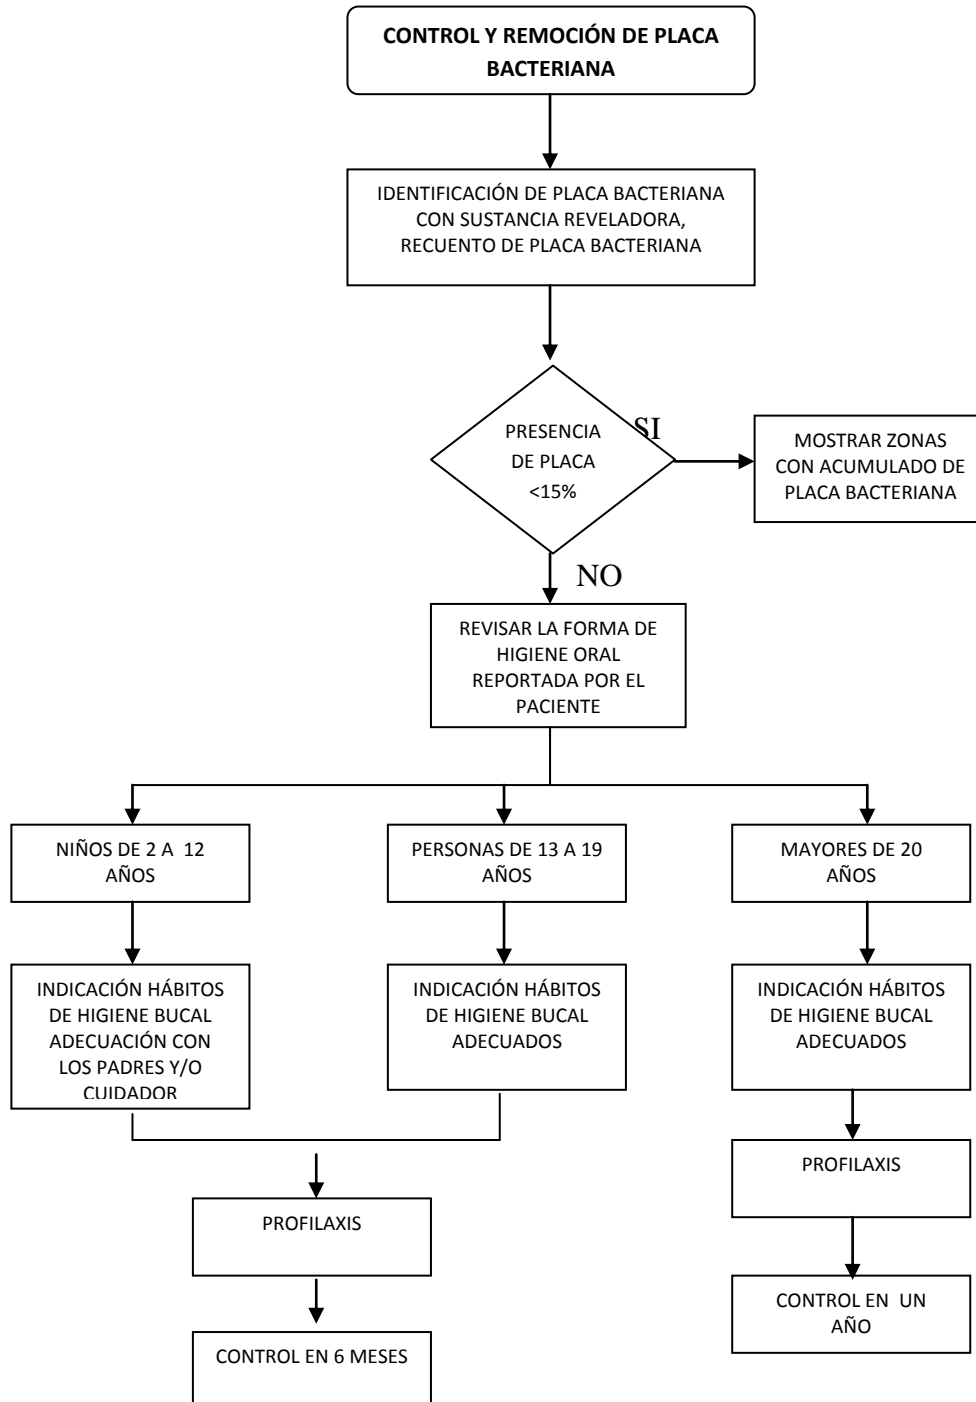 CONTROL Y REMOCIÓN DE PLACA
BACTERIANA
IDENTIFICACIÓN DE PLACA BACTERIANA
CON SUSTANCIA REVELADORA,
RECUENTO DE PLACA BACTERIANA
PRESENCIA
DE PLACA
<15%
SI
MOSTRAR ZONAS
CON ACUMULADO DE
PLACA BACTERIANA
NO
REVISAR LA FORMA DE
HIGIENE ORAL
REPORTADA POR EL
PACIENTE
NIÑOS DE 2 A  12
AÑOS
PERSONAS DE 13 A 19
AÑOS
MAYORES DE 20
AÑOS
INDICACIÓN HÁBITOS
DE HIGIENE BUCAL
ADECUACIÓN CON
LOS PADRES Y/O
CUIDADOR
INDICACIÓN HÁBITOS
DE HIGIENE BUCAL
ADECUADOS
INDICACIÓN HÁBITOS
DE HIGIENE BUCAL
ADECUADOS
PROFILAXIS
PROFILAXIS
CONTROL EN  UN
AÑO
CONTROL EN 6 MESES